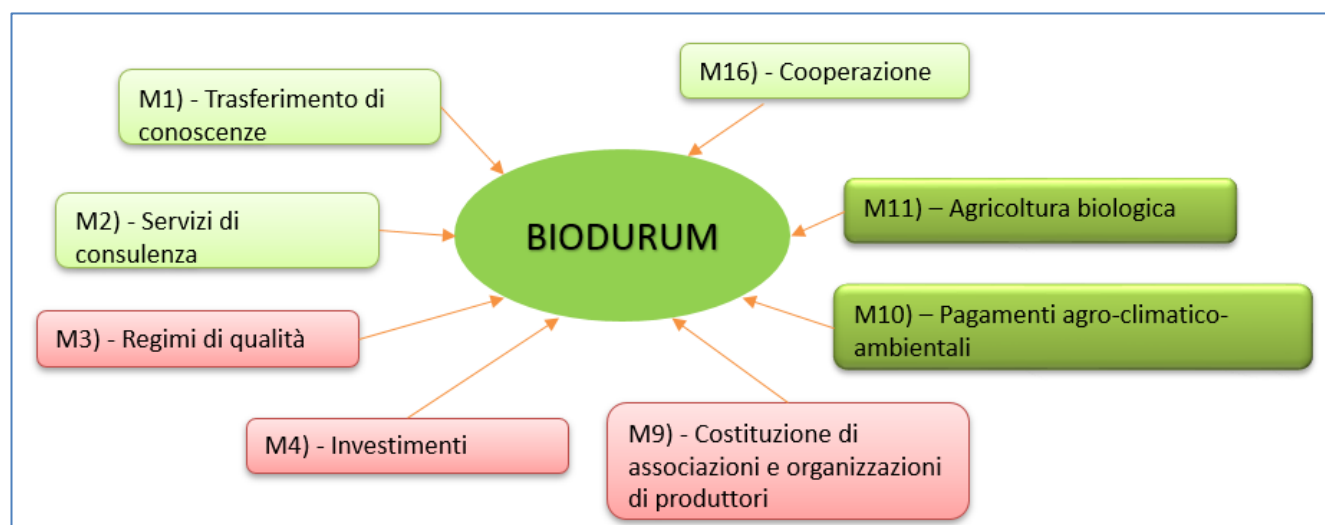 M16) - Cooperazione
M1) - Trasferimento di
conoscenze
M11) – Agricoltura biologica
M2) - Servizi di
consulenza
BIODURUM
M10) – Pagamenti agro-climatico-
ambientali
M3) - Regimi di qualità
M9) - Costituzione di
associazioni e organizzazioni
di produttori
M4) - Investimenti